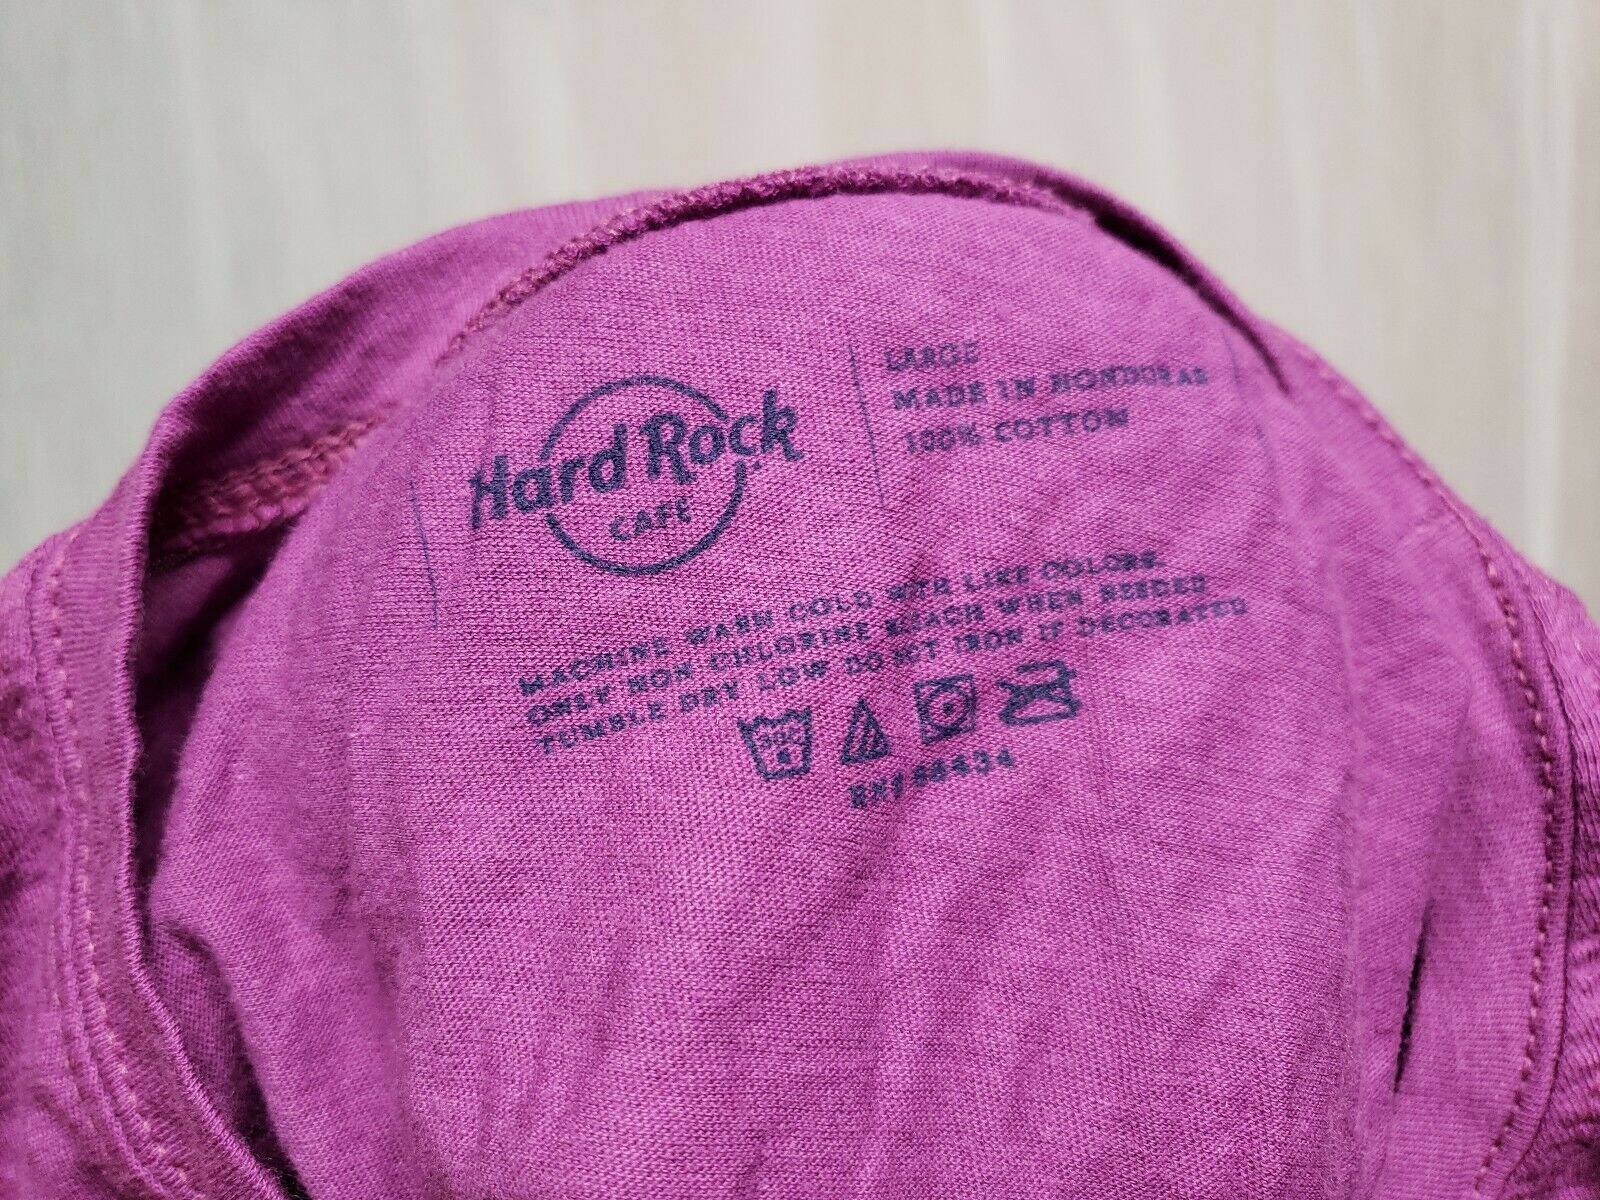 Hard Rock
CAFE
LARGE
MADE IN HONDURAS
100% COTTON
MACHINE WASH COLD WITH LIKE COLORS
ONLY NON CHLORINE BLEACH WHEN NEEDED
TUMBLE DRY LOW DO NOT IRON IF DECORATED
30C